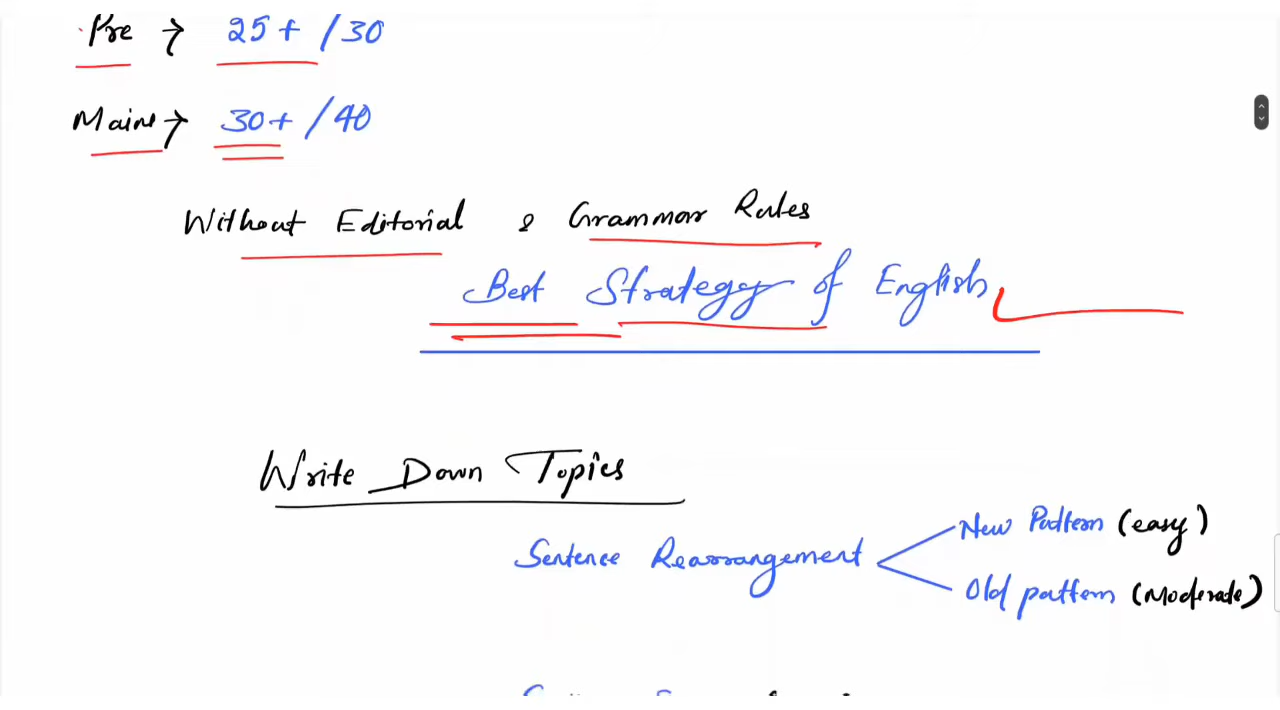 Pre → 25+ /30
Mains → 30+ /40
Without Editorial & Grammar Rules
Best Strategy of English
Write Down Topics
Sentence Rearrangement
New Pattern (easy)
Old pattern (Moderate)